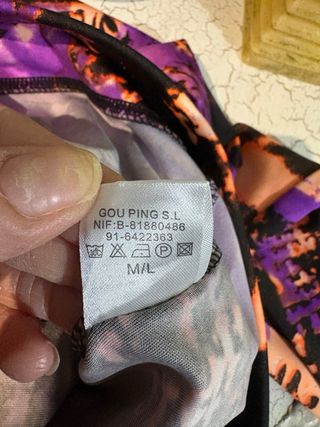 GOU PING S.L
NIF:B-81880486
91-6422363
M/L